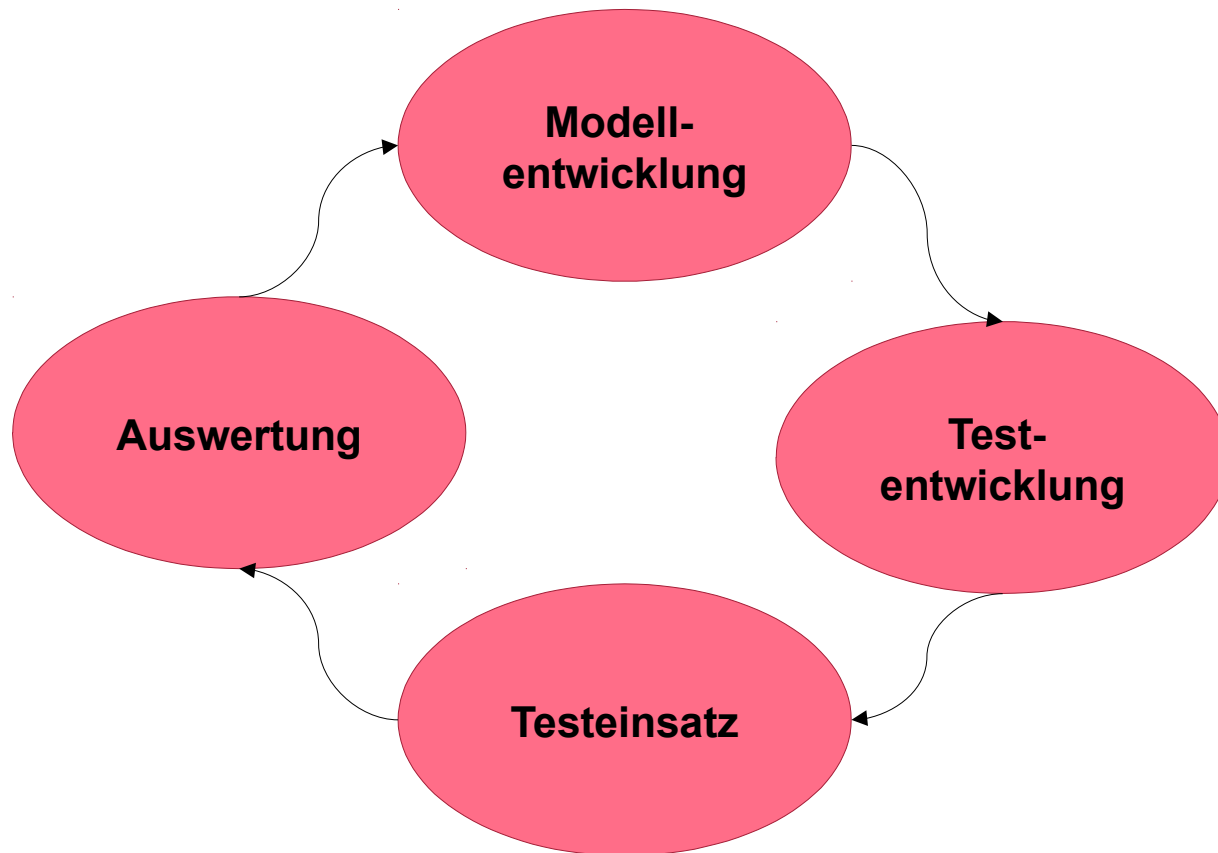 Modell-
entwicklung
Auswertung
Test-
entwicklung
Testeinsatz